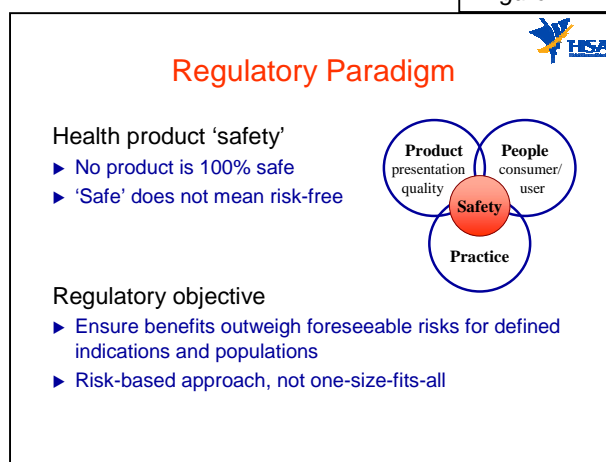 Regulatory Paradigm
Health product ‘safety’
No product is 100% safe
‘Safe’ does not mean risk-free
Product
presentation
quality
People
consumer/
user
Safety
Practice
Regulatory objective
Ensure benefits outweigh foreseeable risks for defined
indications and populations
Risk-based approach, not one-size-fits-all